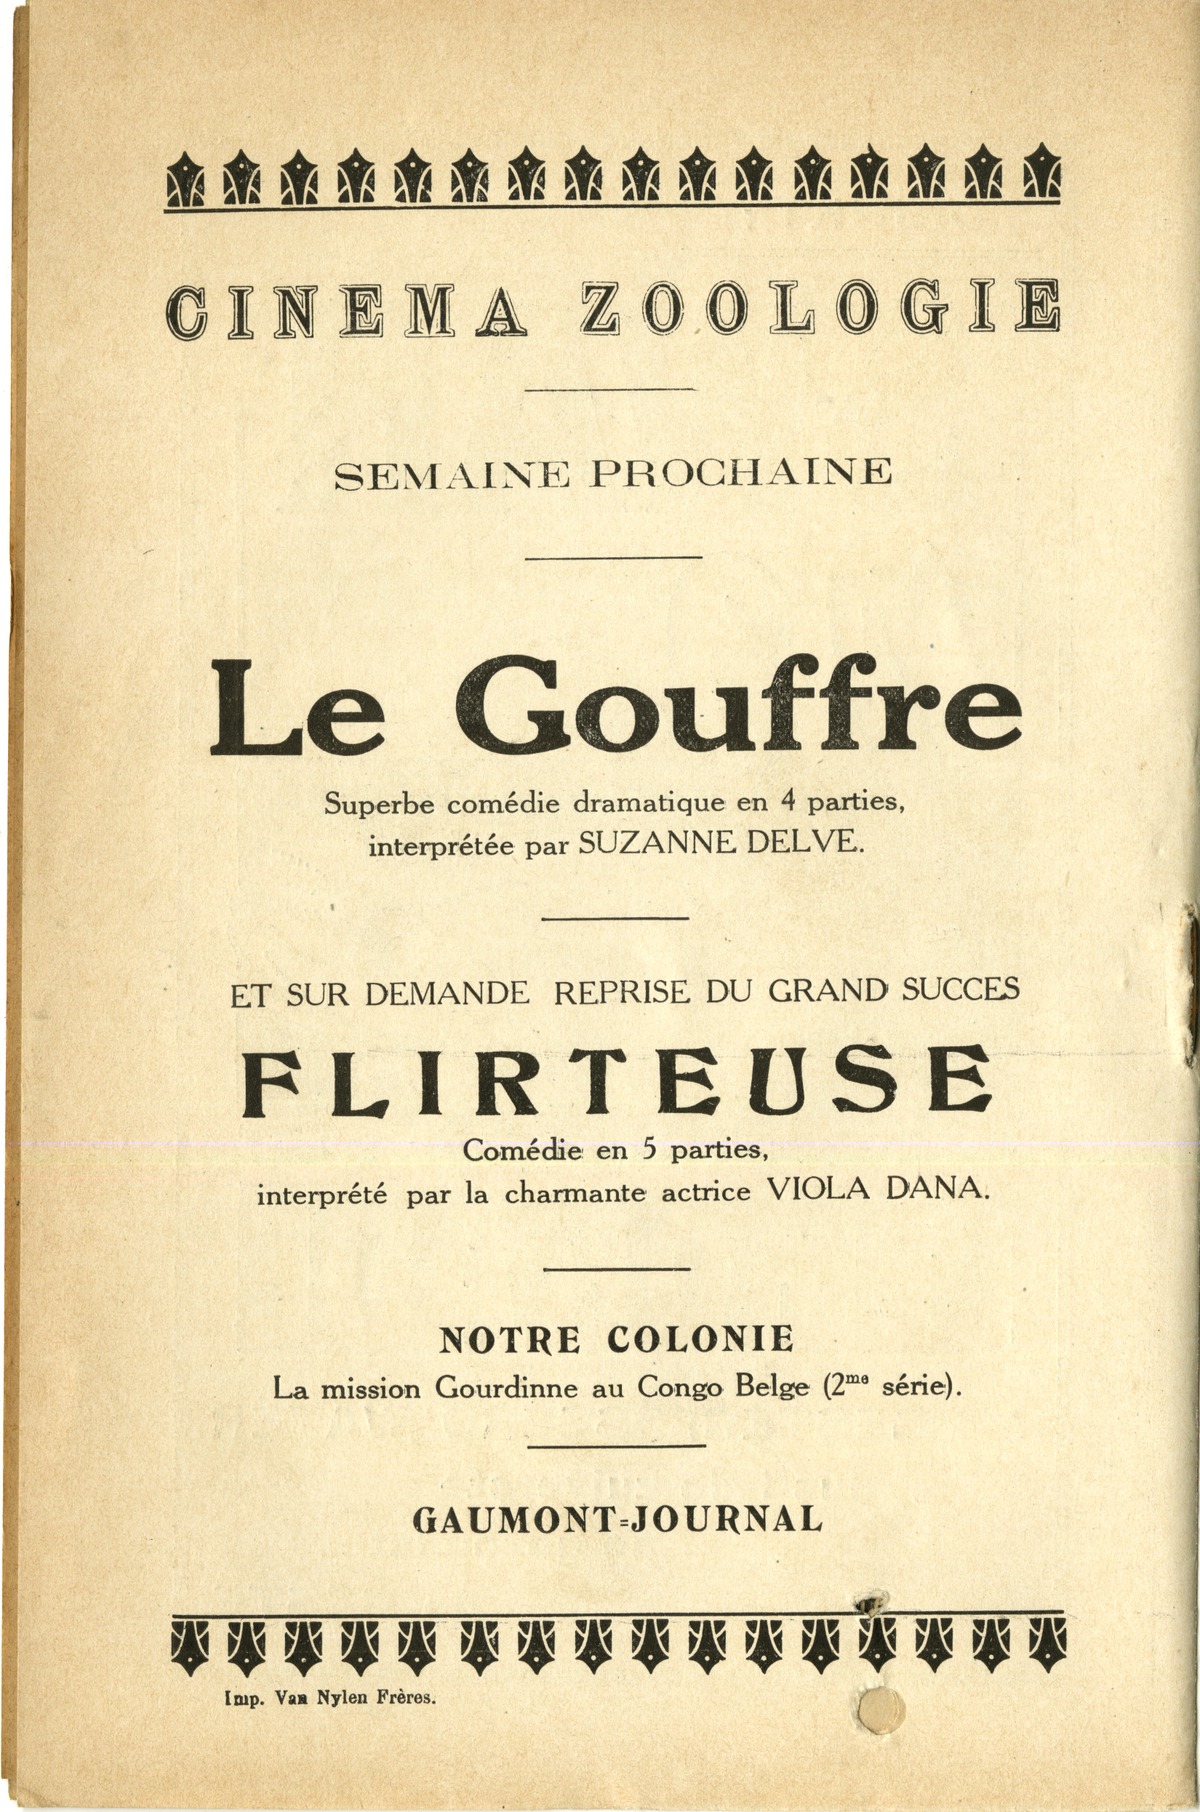 CINEMA ZOOLOGIE
SEMAINE PROCHAINE
Le Gouffre
Superbe comédie dramatique en 4 parties,
interprétée par SUZANNE DELVE.
ET SUR DEMANDE REPRISE DU GRAND SUCCES
FLIRTEUSE
Comédie en 5 parties,
interprété par la charmante actrice VIOLA DANA.
NOTRE COLONIE
La mission Gourdinne au Congo Belge (2me série).
GAUMONT=JOURNAL
Imp. Van Nylen Frères.